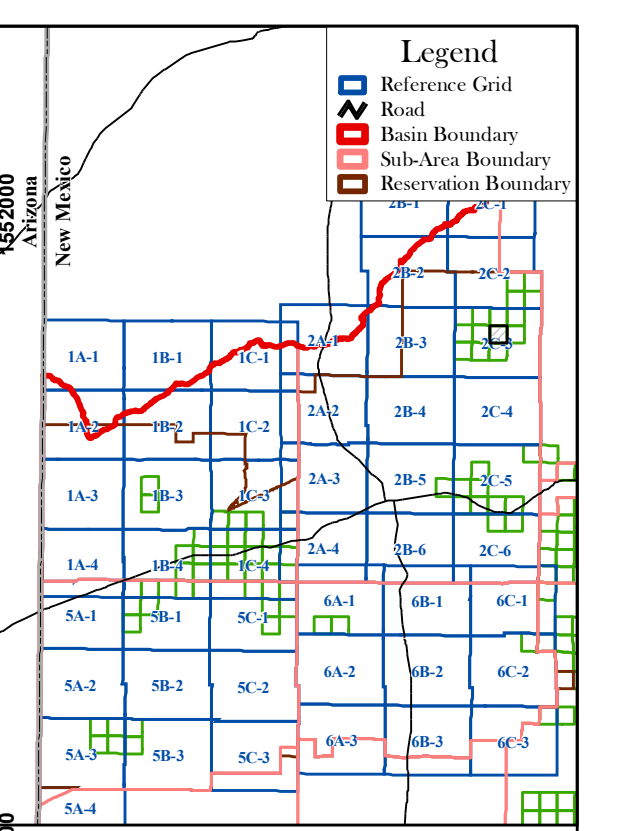 Legend
Reference Grid
Road
Basin Boundary
Sub-Area Boundary
Reservation Boundary
1552000
Arizona
New Mexico
2B-1 2C-1
2B-2 2C-2
2A-1 2B-3 2C-3
1A-1 1B-1 1C-1
2A-2 2B-4 2C-4
1A-2 1B-2 1C-2
2A-3 2B-5 2C-5
1A-3 1B-3 1C-3
2A-4 2B-6 2C-6
1A-4 1B-4 1C-4
6A-1 6B-1 6C-1
5A-1 5B-1 5C-1
6A-2 6B-2 6C-2
5A-2 5B-2 5C-2
6A-3 6B-3 6C-3
5A-3 5B-3 5C-3
5A-4
00